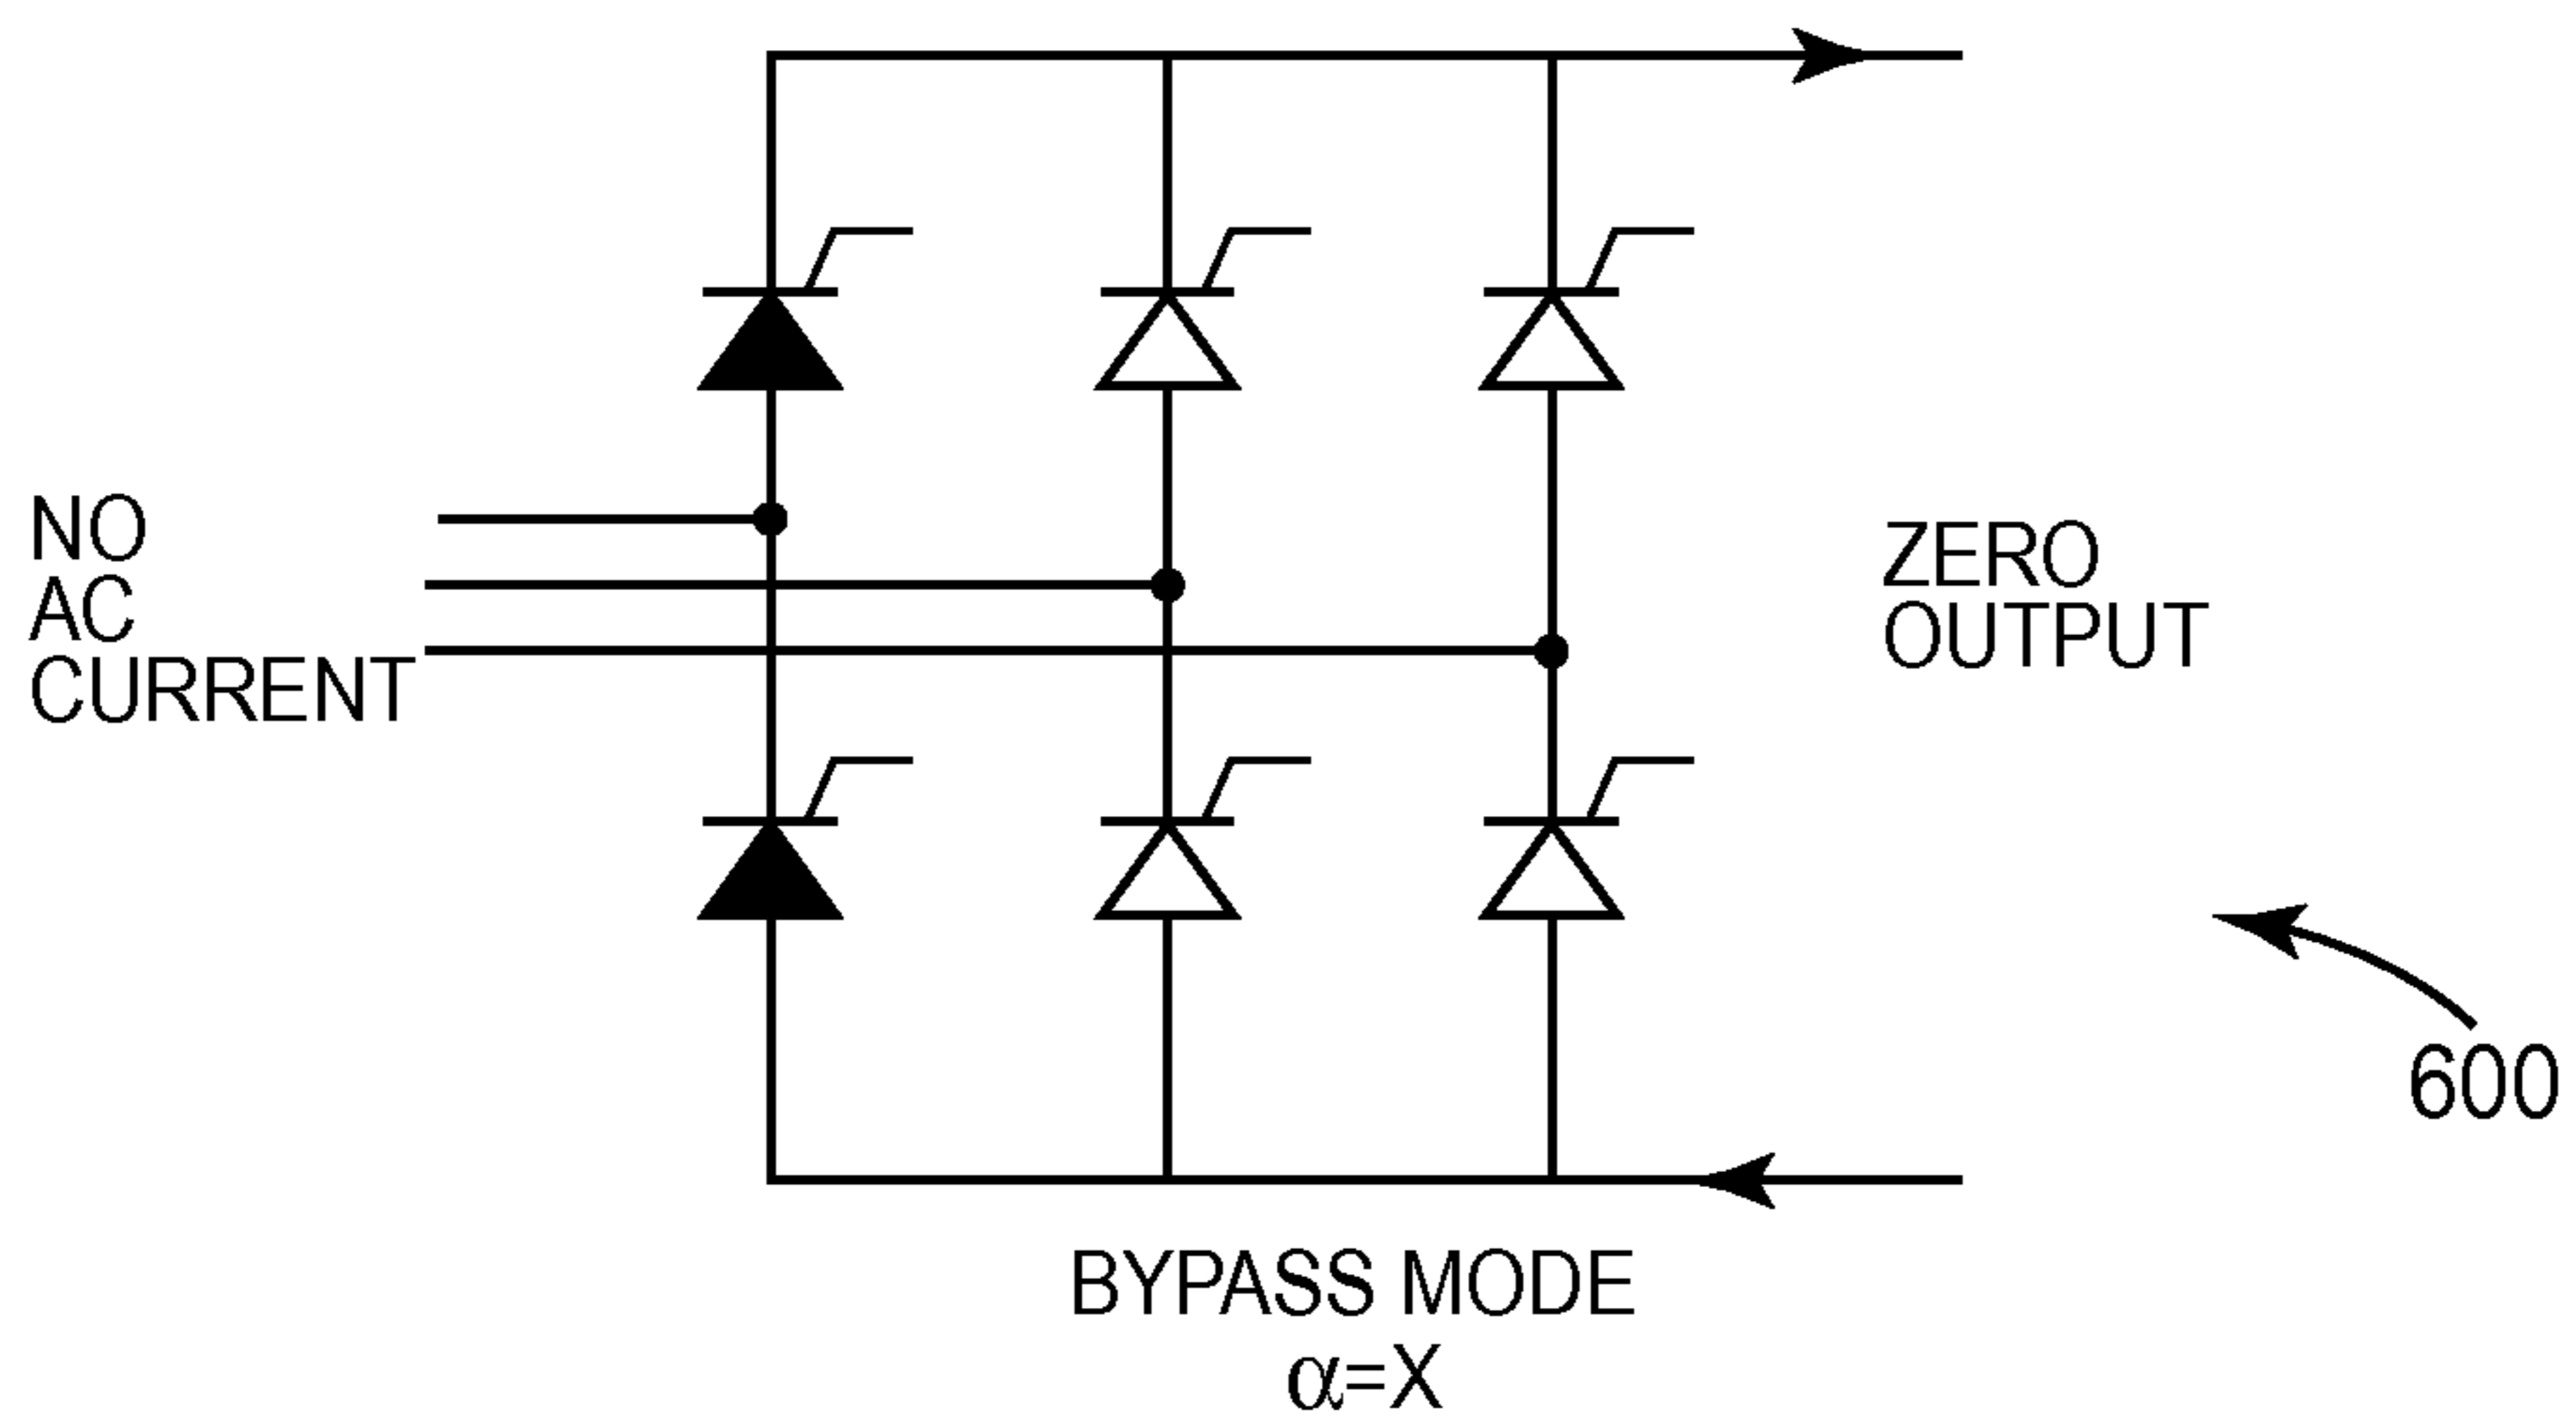 NO
AC
CURRENT
ZERO
OUTPUT
600
BYPASS MODE
α=X